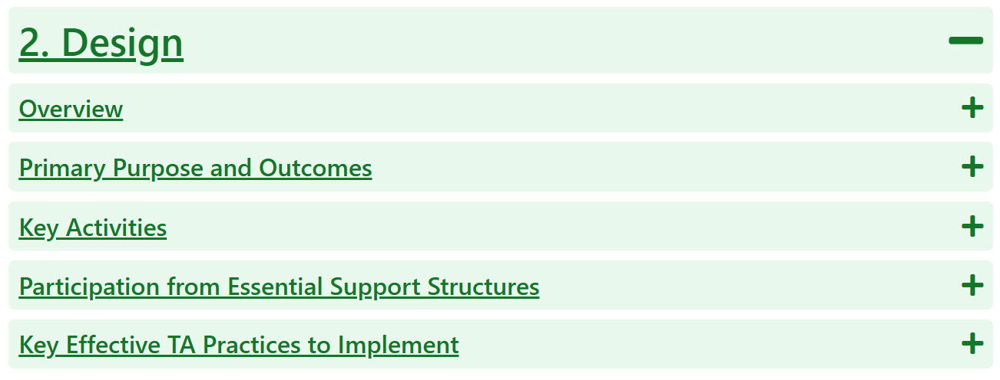 2. Design
Overview
Primary Purpose and Outcomes
Key Activities
Participation from Essential Support Structures
Key Effective TA Practices to Implement